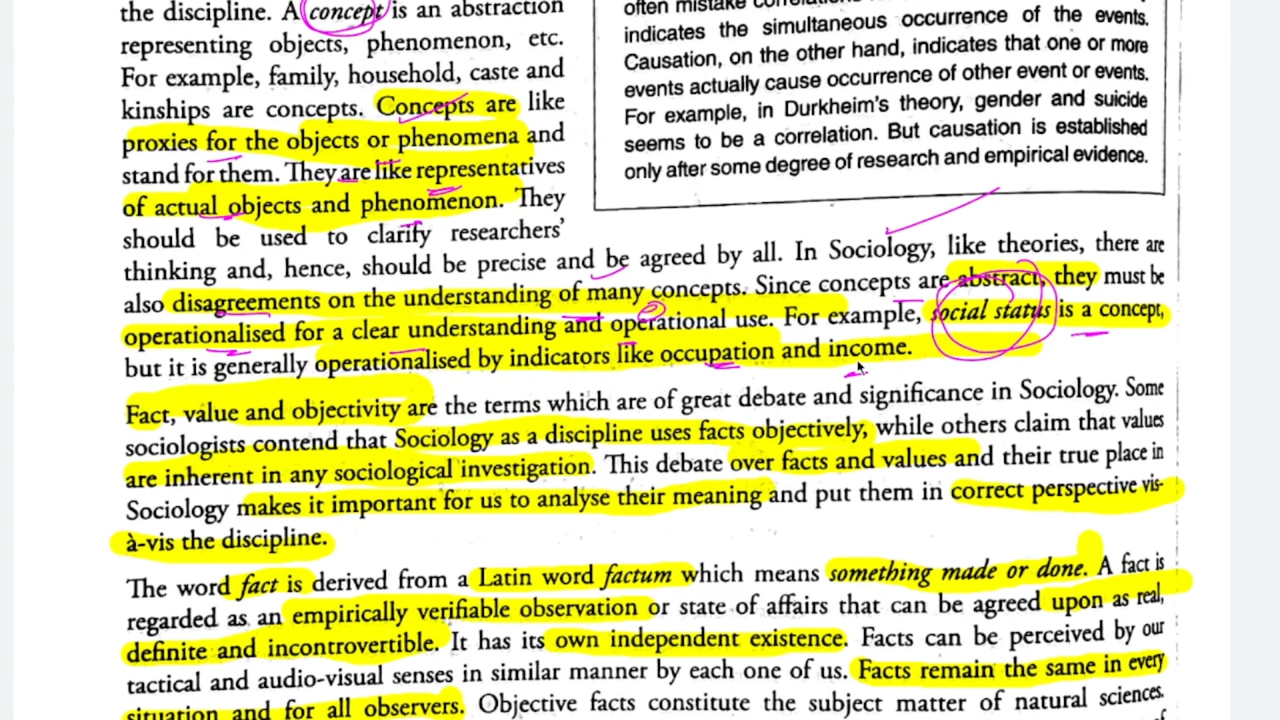 the discipline. A concept is an abstraction
representing objects, phenomenon, etc.
For example, family, household, caste and
kinships are concepts. Concepts are like
proxies for the objects or phenomena and
stand for them. They are like representatives
of actual objects and phenomenon. They
should be used to clarify researchers'
often mistake
indicates the simultaneous occurrence of the events.
Causation, on the other hand, indicates that one or more
events actually cause occurrence of other event or events.
For example, in Durkheim's theory, gender and suicide
seems to be a correlation. But causation is established
only after some degree of research and empirical evidence.
thinking and, hence, should be precise and be agreed by all. In Sociology, like theories, there are
also disagreements on the understanding of many concepts. Since concepts are abstract, they must be
operationalised for a clear understanding and operational use. For example, social status is a concept,
but it is generally operationalised by indicators like occupation and income.
Fact, value and objectivity are the terms which are of great debate and significance in Sociology. Some
sociologists contend that Sociology as a discipline uses facts objectively, while others claim that values
are inherent in any sociological investigation. This debate over facts and values and their true place in
Sociology makes it important for us to analyse their meaning and put them in correct perspective vis-
à-vis the discipline.
The word fact is derived from a Latin word factum which means something made or done. A fact is
regarded as an empirically verifiable observation or state of affairs that can be agreed upon as real,
definite and incontrovertible. It has its own independent existence. Facts can be perceived by our
tactical and audio-visual senses in similar manner by each one of us. Facts remain the same in every
situation and for all observers. Objective facts constitute the subject matter of natural sciences.